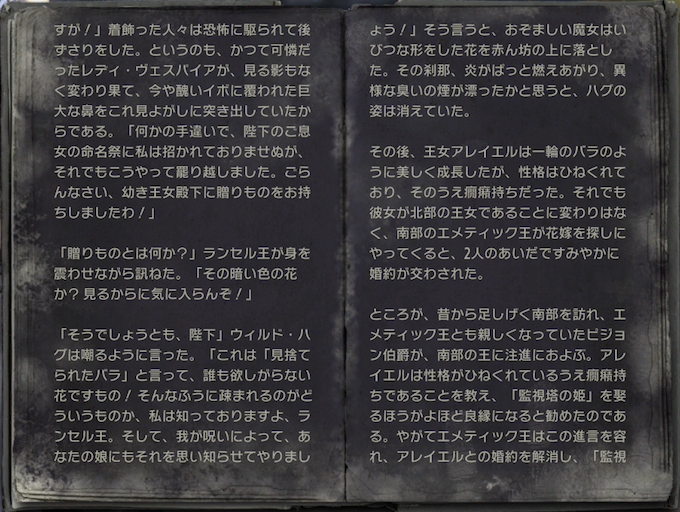 すが！」着飾った人々は恐怖に駆られて後
ずさりをした。というのも、かつて可憐だ
ったレディ・ヴェスパイアが、見る影もな
く変わり果て、今や醜いイボに覆われた巨
大な鼻をこれ見よがしに突き出していたか
らである。「何かの手違いで、陛下のご息
女の命名祭に私は招かれておりませぬが、
それでもこうやって罷り越しました。ごら
んなさい、幼き王女殿下に贈りものをお持
ちしましたわ！」
「贈りものとは何か？」ランセル王が身を
震わせながら訊ねた。「その暗い色の花
か？ 見るからに気に入らんぞ！」
「そうでしょうとも、陛下」ウィルド・ハ
グは嘲るように言った。「これは「見捨て
られたバラ」と言って、誰も欲しがらない
花ですもの！ そんなふうに疎まれるのがど
ういうものか、私は知っておりますよ、ラ
ンセル王。そして、我が呪いによって、あ
なたの娘にもそれを思い知らせてやりまし
ょう！」そう言うと、おぞましい魔女はい
びつな形をした花を赤ん坊の上に落とし
た。その刹那、炎がぱっと燃えあがり、異
様な臭いの煙が漂ったかと思うと、ハグの
姿は消えていた。
その後、王女アレイエルは一輪のバラのよ
うに美しく成長したが、性格はひねくれて
おり、そのうえ癇癪持ちだった。それでも
彼女が北部の王女であることに変わりはな
く、南部のエメティック王が花嫁を探しに
やってくると、2人のあいだですみやかに
婚約が交わされた。
ところが、昔から足しげく南部を訪れ、エ
メティック王とも親しくなっていたビジョ
ン伯爵が、南部の王に注進におよぶ。アレ
イエルは性格がひねくれているうえ癇癪持
ちであることを教え、「監視塔の姫」を娶
るほうがよほど良縁になると勧めたのであ
る。やがてエメティック王はこの進言を容
れ、アレイエルとの婚約を解消し、「監視